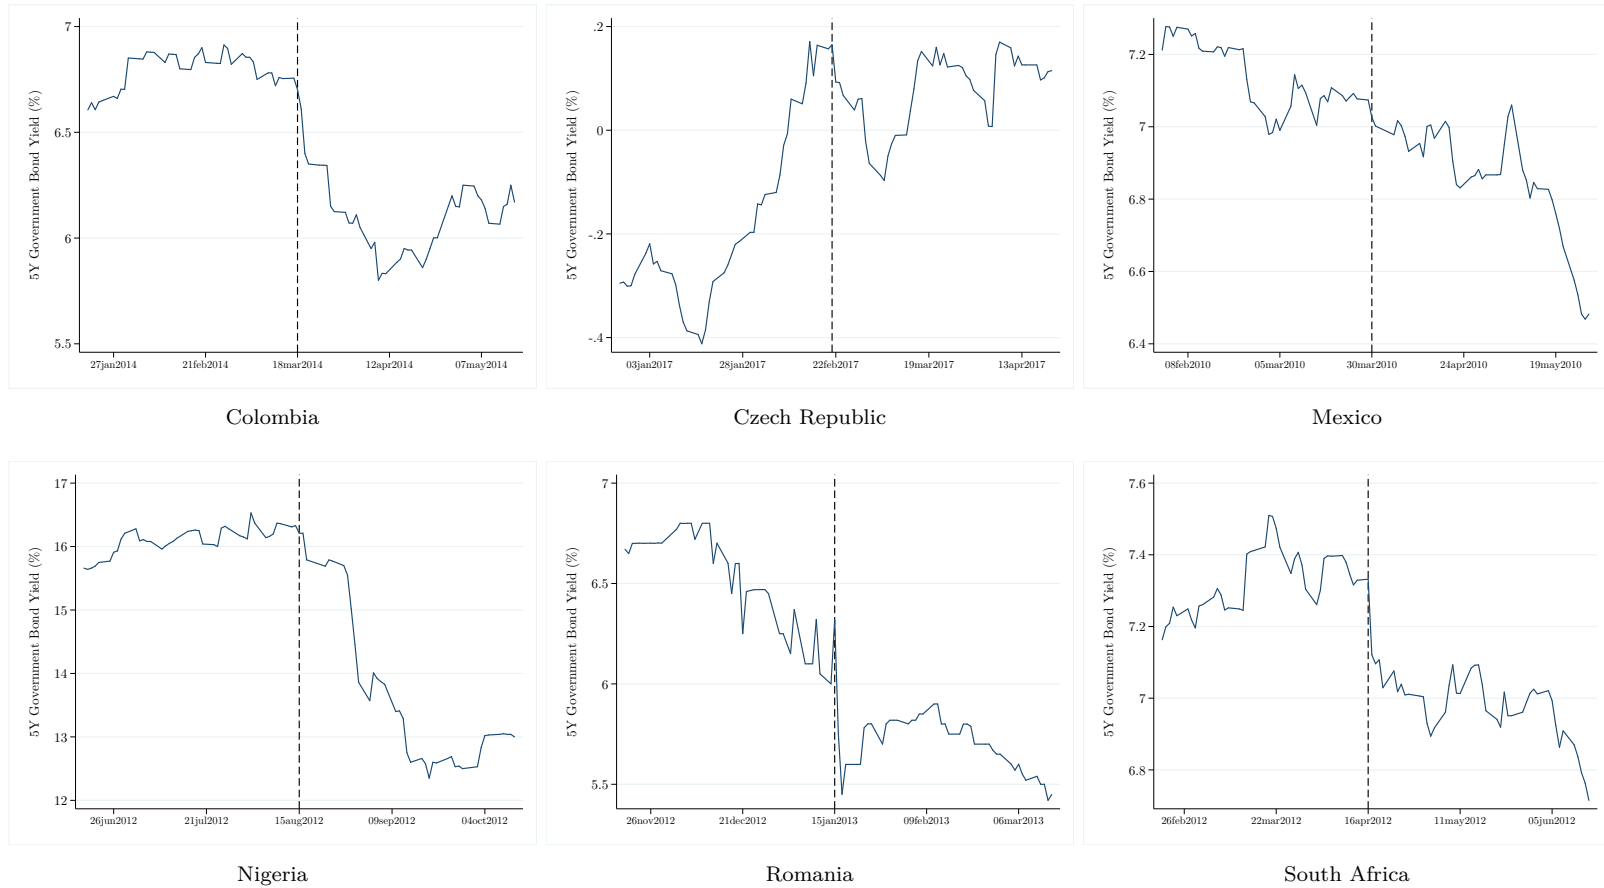 5Y Government Bond Yield (%)
7
6.5
6
5.5
27jan2014 21feb2014 18mar2014 12apr2014 07may2014
Colombia
5Y Government Bond Yield (%)
.2
0
-.2
-.4
03jan2017 28jan2017 22feb2017 19mar2017 13apr2017
Czech Republic
5Y Government Bond Yield (%)
7.2
7
6.8
6.6
6.4
08feb2010 05mar2010 30mar2010 24apr2010 19may2010
Mexico
5Y Government Bond Yield (%)
17
16
15
14
13
12
26jun2012 21jul2012 15aug2012 09sep2012 04oct2012
Nigeria
5Y Government Bond Yield (%)
7
6.5
6
5.5
26nov2012 21dec2012 15jan2013 09feb2013 06mar2013
Romania
5Y Government Bond Yield (%)
7.6
7.4
7.2
7
6.8
26feb2012 22mar2012 16apr2012 11may2012 05jun2012
South Africa